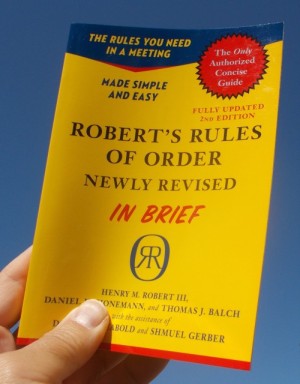 THE RULES YOU NEED
IN A MEETING
The Only
Authorized
Concise
Guide
MADE SIMPLE
AND EASY
FULLY UPDATED
2ND EDITION
ROBERT'S RULES
OF ORDER
NEWLY REVISED
IN BRIEF
RR
HENRY M. ROBERT III,
DANIEL HONEMANN, AND THOMAS J. BALCH
with the assistance of
AND SHMUEL GERBER